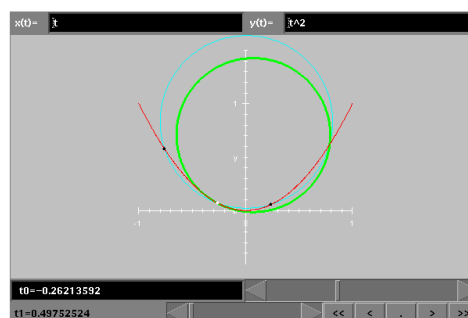 x(t)= t y(t)= t^2
1
y
-1 1
t0=-0.26213592
t1=0.49752524 << < . > >>